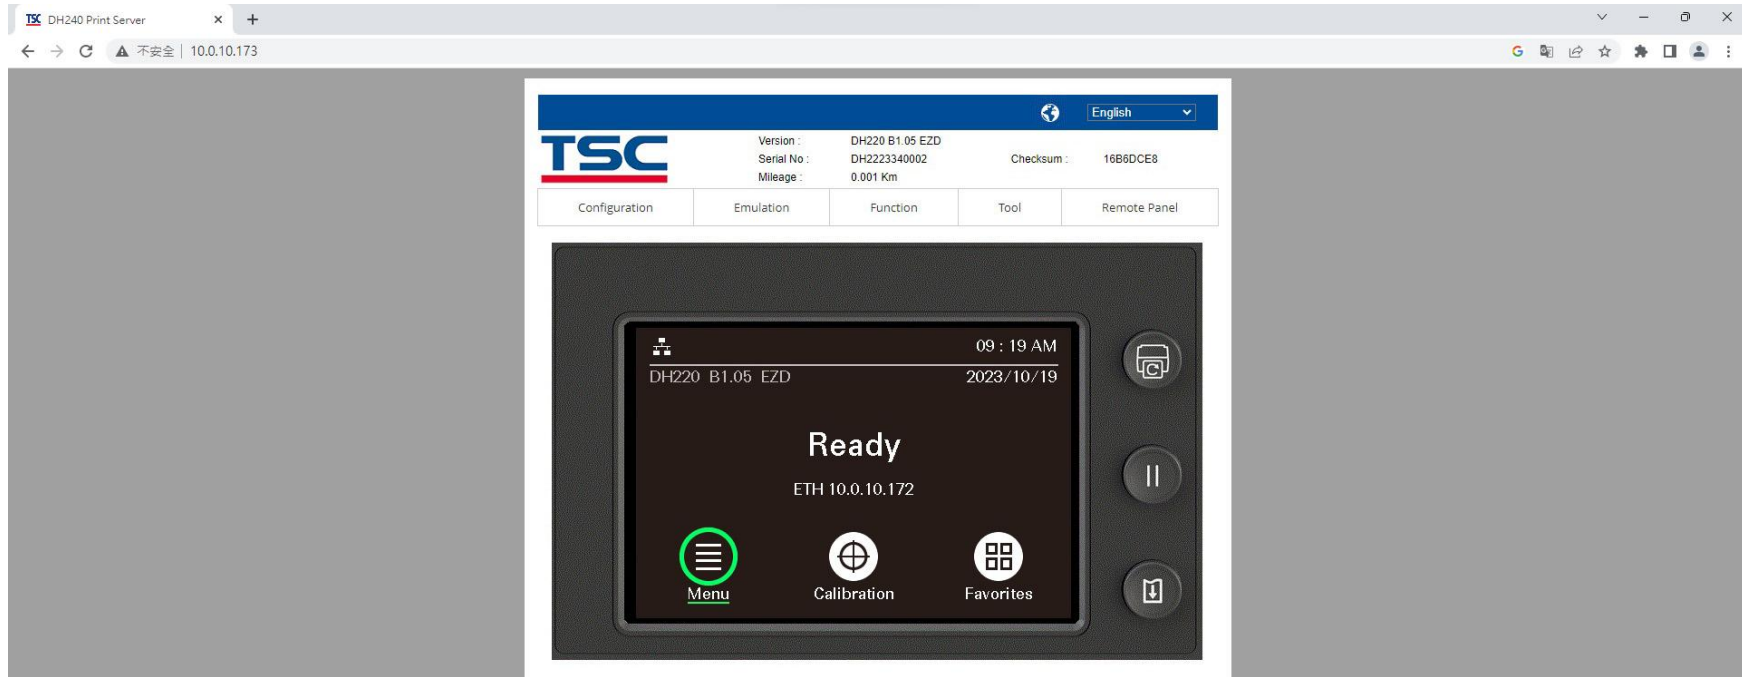 TSC DH240 Print Server
不安全 | 10.0.10.173
English
TSC
Version : DH220 B1.05 EZD
Serial No : DH2223340002 Checksum : 16B6DCE8
Mileage : 0.001 Km
Configuration Emulation Function Tool Remote Panel
09 : 19 AM
DH220 B1.05 EZD 2023/10/19
Ready
ETH 10.0.10.172
Menu Calibration Favorites